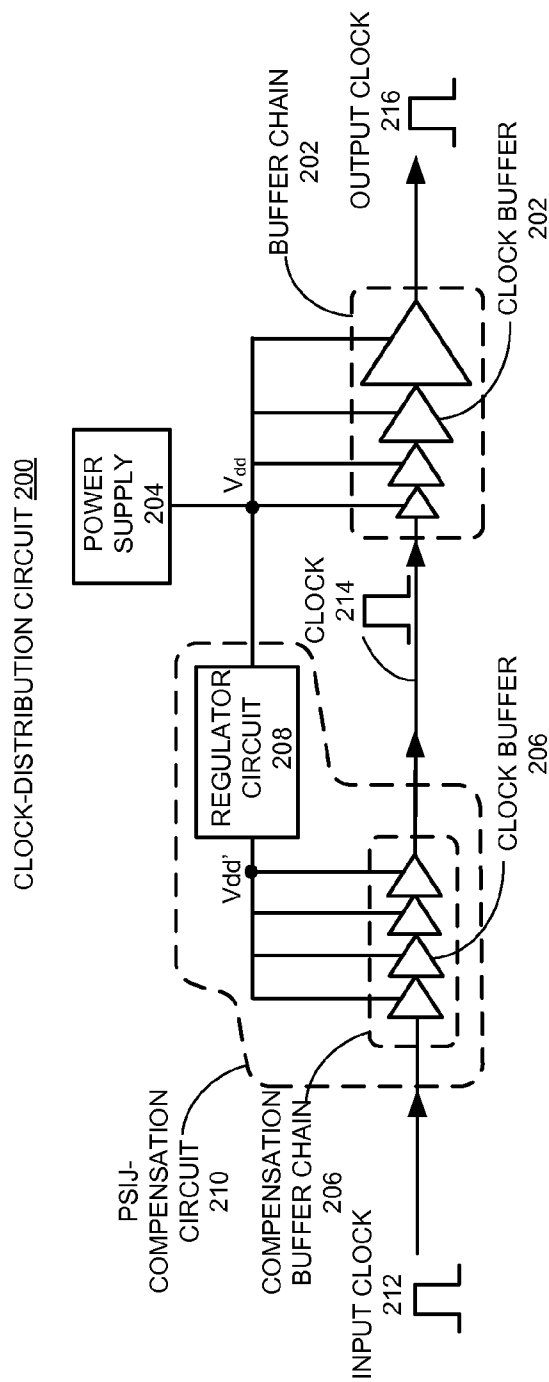 CLOCK-DISTRIBUTION CIRCUIT 200
POWER
SUPPLY
204
BUFFER CHAIN
202
PSIJ-
COMPENSATION
CIRCUIT
210
REGULATOR
CIRCUIT
208
Vdd'
Vdd
OUTPUT CLOCK
216
COMPENSATION
BUFFER CHAIN
206
CLOCK
214
INPUT CLOCK
212
CLOCK BUFFER
206
CLOCK BUFFER
202